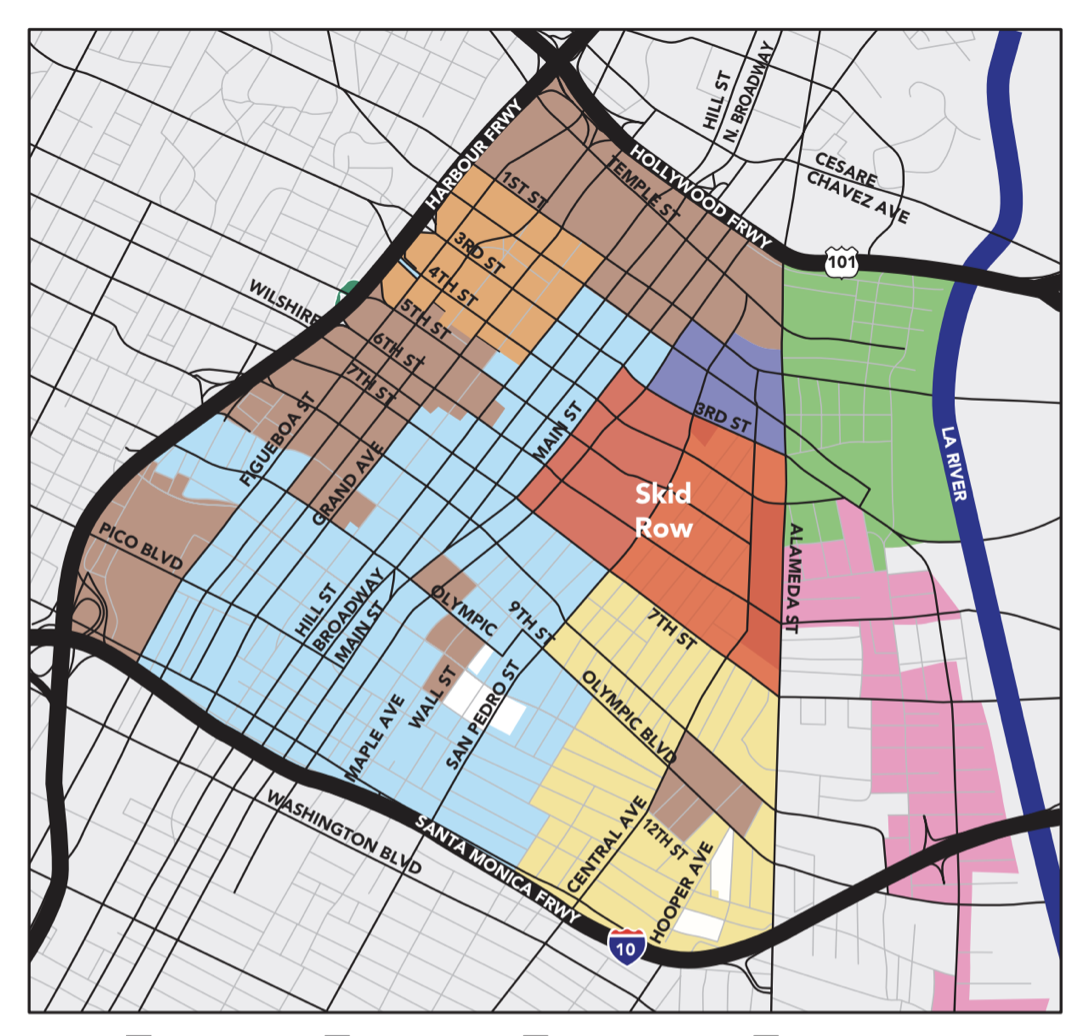 HILL ST
N. BROADWAY
HARBOUR FRWY
HOLLYWOOD FRWY
CESARE
CHAVEZ AVE
1ST ST
TEMPLE ST
3RD ST
101
4TH ST
WILSHIRE
5TH ST
6TH ST
7TH ST
FIGUEBOA ST
MAIN ST
3RD ST
LA RIVER
GRAND AVE
Skid
Row
PICO BLVD
ALAMEDA ST
HILL ST
BROADWAY
MAIN ST
OLYMPIC
9TH ST
7TH ST
WALL ST
SAN PEDRO ST
OLYMPIC BLVD
MAPLE AVE
WASHINGTON BLVD
SANTA MONICA FRWY
CENTRAL AVE
12TH ST
HOOPER AVE
10